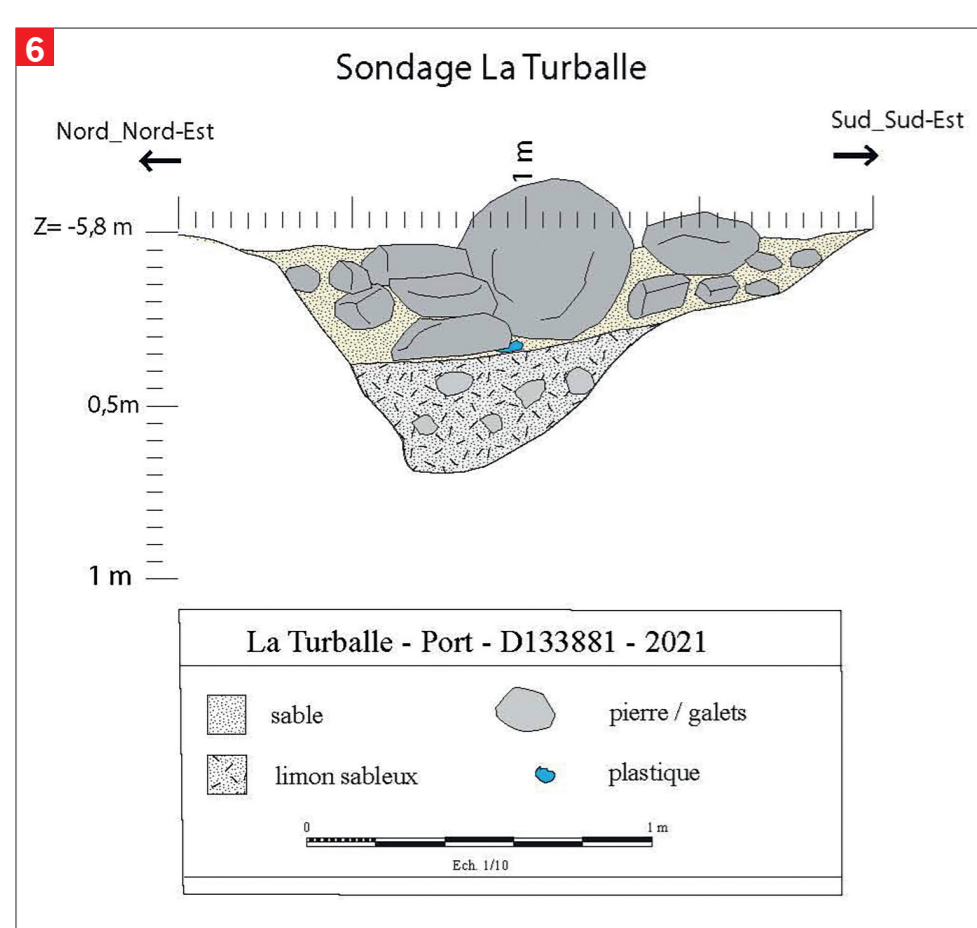 6
Sondage La Turballe
Nord_Nord-Est
Sud_Sud-Est
1 m
Z= -5,8 m
0,5m
1 m
La Turballe - Port - D133881 - 2021
sable
pierre / galets
limon sableux
plastique
0
1 m
Ech. 1/10